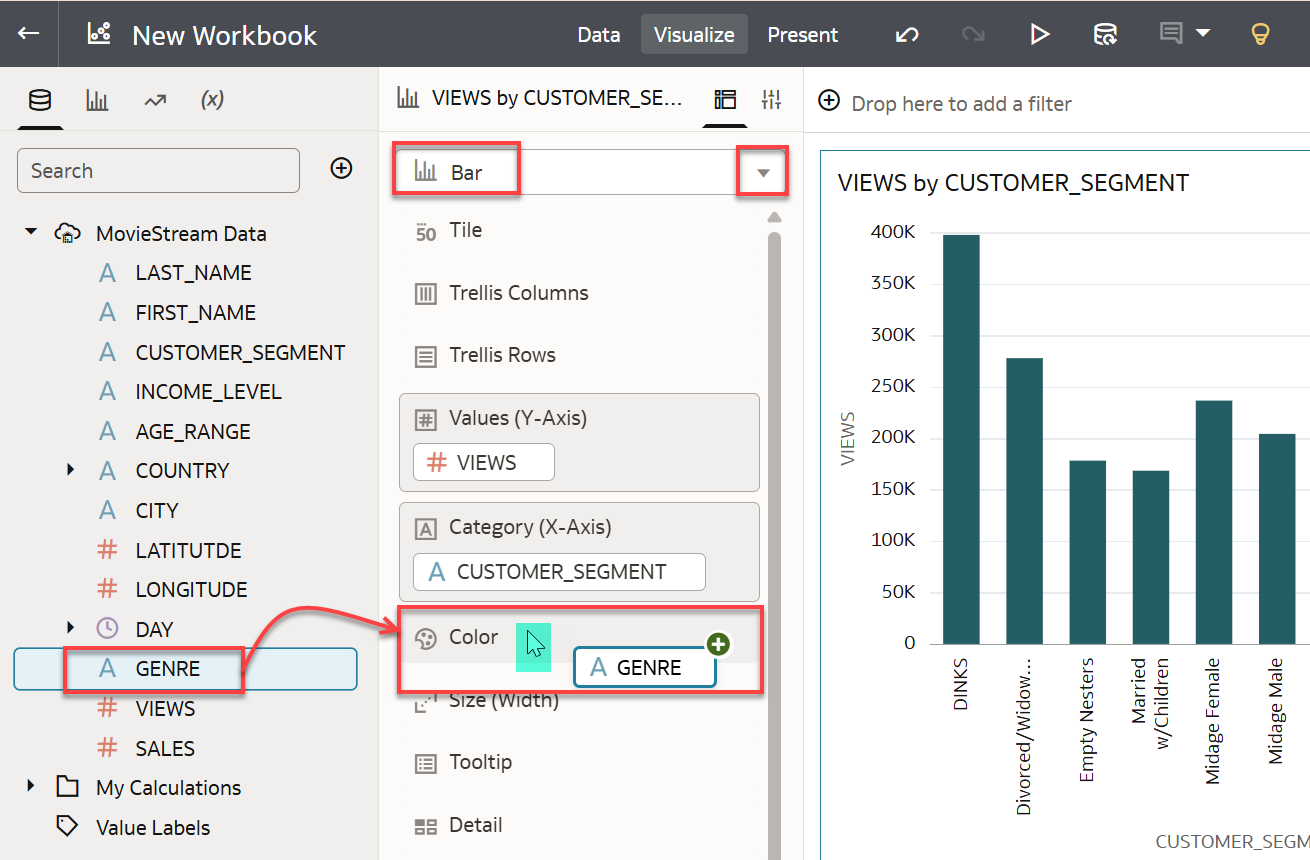 New Workbook
Data
Visualize
Present
(x)
Search
MovieStream Data
A LAST_NAME
A FIRST_NAME
A CUSTOMER_SEGMENT
A INCOME_LEVEL
A AGE_RANGE
A COUNTRY
A CITY
# LATITUTDE
# LONGITUDE
DAY
A GENRE
# VIEWS
# SALES
My Calculations
Value Labels
VIEWS by CUSTOMER_SE...
Bar
50 Tile
Trellis Columns
Trellis Rows
# Values (Y-Axis)
# VIEWS
A Category (X-Axis)
A CUSTOMER_SEGMENT
Color
A GENRE
Size (Width)
Tooltip
Detail
Drop here to add a filter
VIEWS by CUSTOMER_SEGMENT
VIEWS
400K
350K
300K
250K
200K
150K
100K
50K
0
DINKS
Divorced/Widow...
Empty Nesters
Married
w/Children
Midage Female
Midage Male
CUSTOMER_SEGM